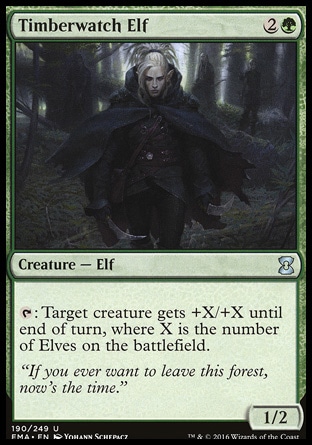 Timberwatch Elf 2
Creature — Elf
: Target creature gets +X/+X until
end of turn, where X is the number
of Elves on the battlefield.
“If you ever want to leave this forest,
now’s the time.”
1/2
190/249 U
EMA • EN Yohann Schepacz
™ & © 2016 Wizards of the Coast